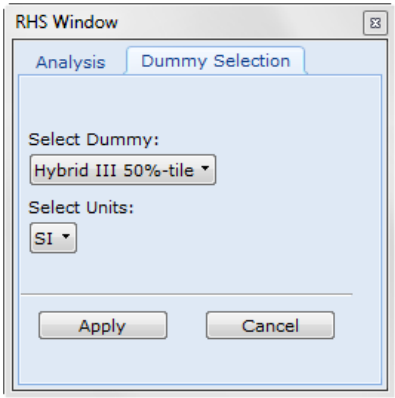 RHS Window
Analysis Dummy Selection
Select Dummy:
Hybrid III 50%-tile
Select Units:
SI
Apply Cancel